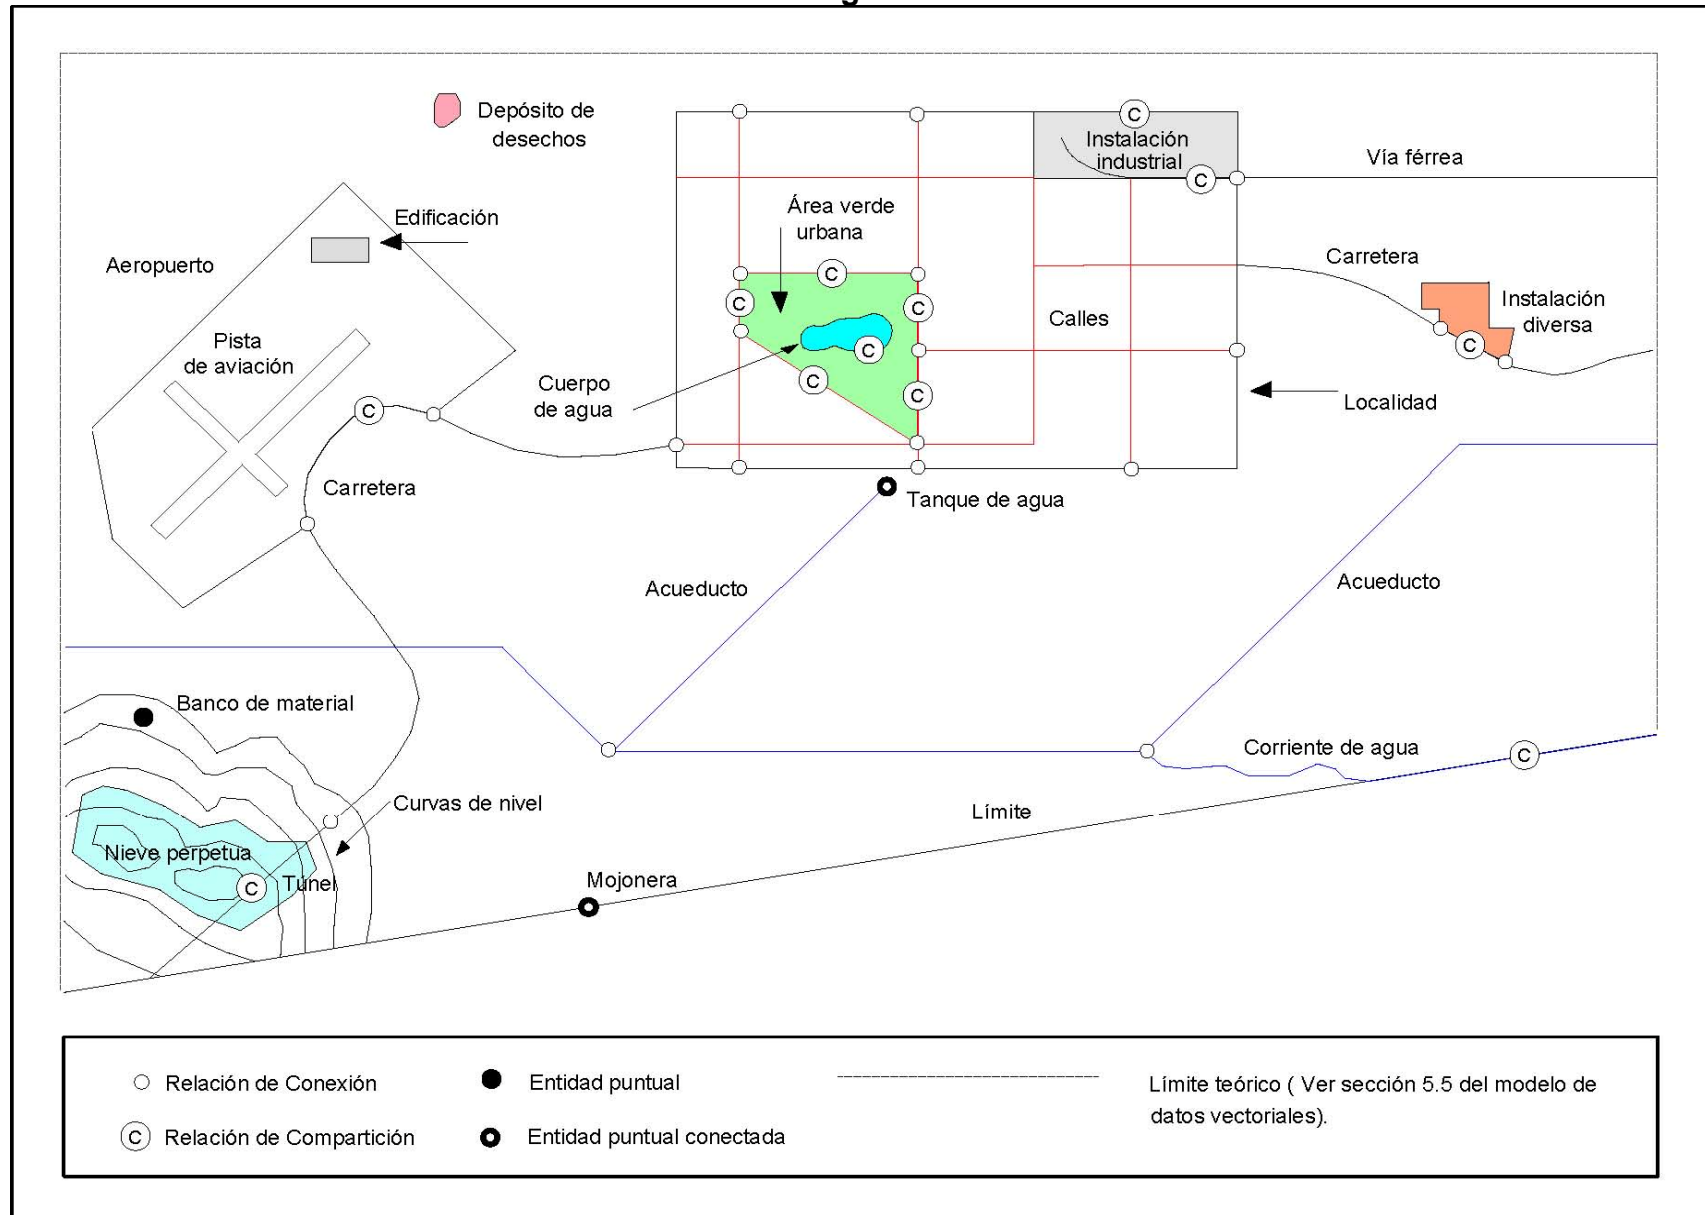 Depósito de
desechos
C
Instalación
industrial
Vía férrea
C
Edificación
Área verde
urbana
Aeropuerto
Carretera
C
C
C
Instalación
diversa
Calles
Pista
de aviación
C
C
Cuerpo
de agua
C
C
C
Localidad
Carretera
Tanque de agua
Acueducto
Acueducto
Banco de material
Corriente de agua
C
Curvas de nivel
Límite
Nieve perpetua
C
Túnel
Mojonera
Relación de Conexión
Entidad puntual
Límite teórico ( Ver sección 5.5 del modelo de
datos vectoriales).
C
Relación de Compartición
Entidad puntual conectada